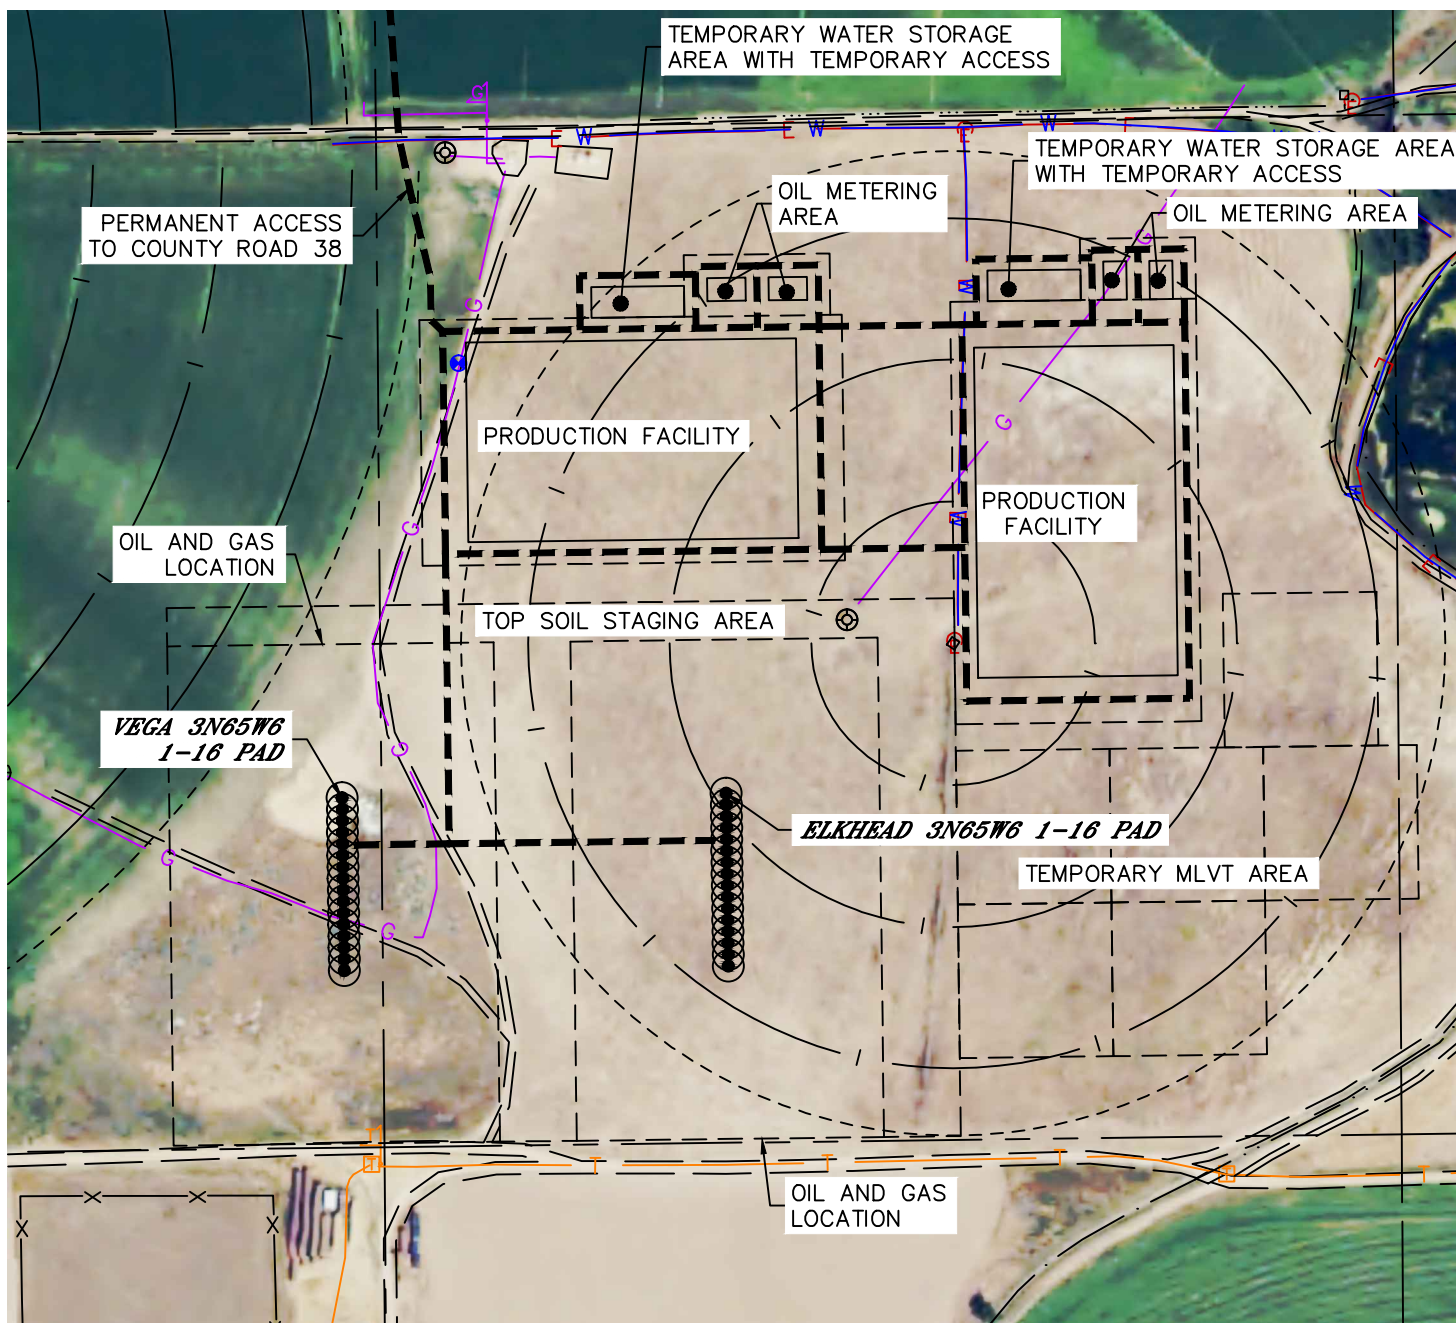 TEMPORARY WATER STORAGE
AREA WITH TEMPORARY ACCESS
TEMPORARY WATER STORAGE AREA
WITH TEMPORARY ACCESS
OIL METERING
AREA
OIL METERING AREA
PERMANENT ACCESS
TO COUNTY ROAD 38
PRODUCTION FACILITY
PRODUCTION
FACILITY
OIL AND GAS
LOCATION
TOP SOIL STAGING AREA
VEGA 3N65W6
1-16 PAD
ELKHEAD 3N65W6 1-16 PAD
TEMPORARY MLVT AREA
OIL AND GAS
LOCATION
G
E
W
E
W
E
W
G
G
W
G
G
W
W
E
G
G
G
T
T
T
T
T
T
X
X
X
X